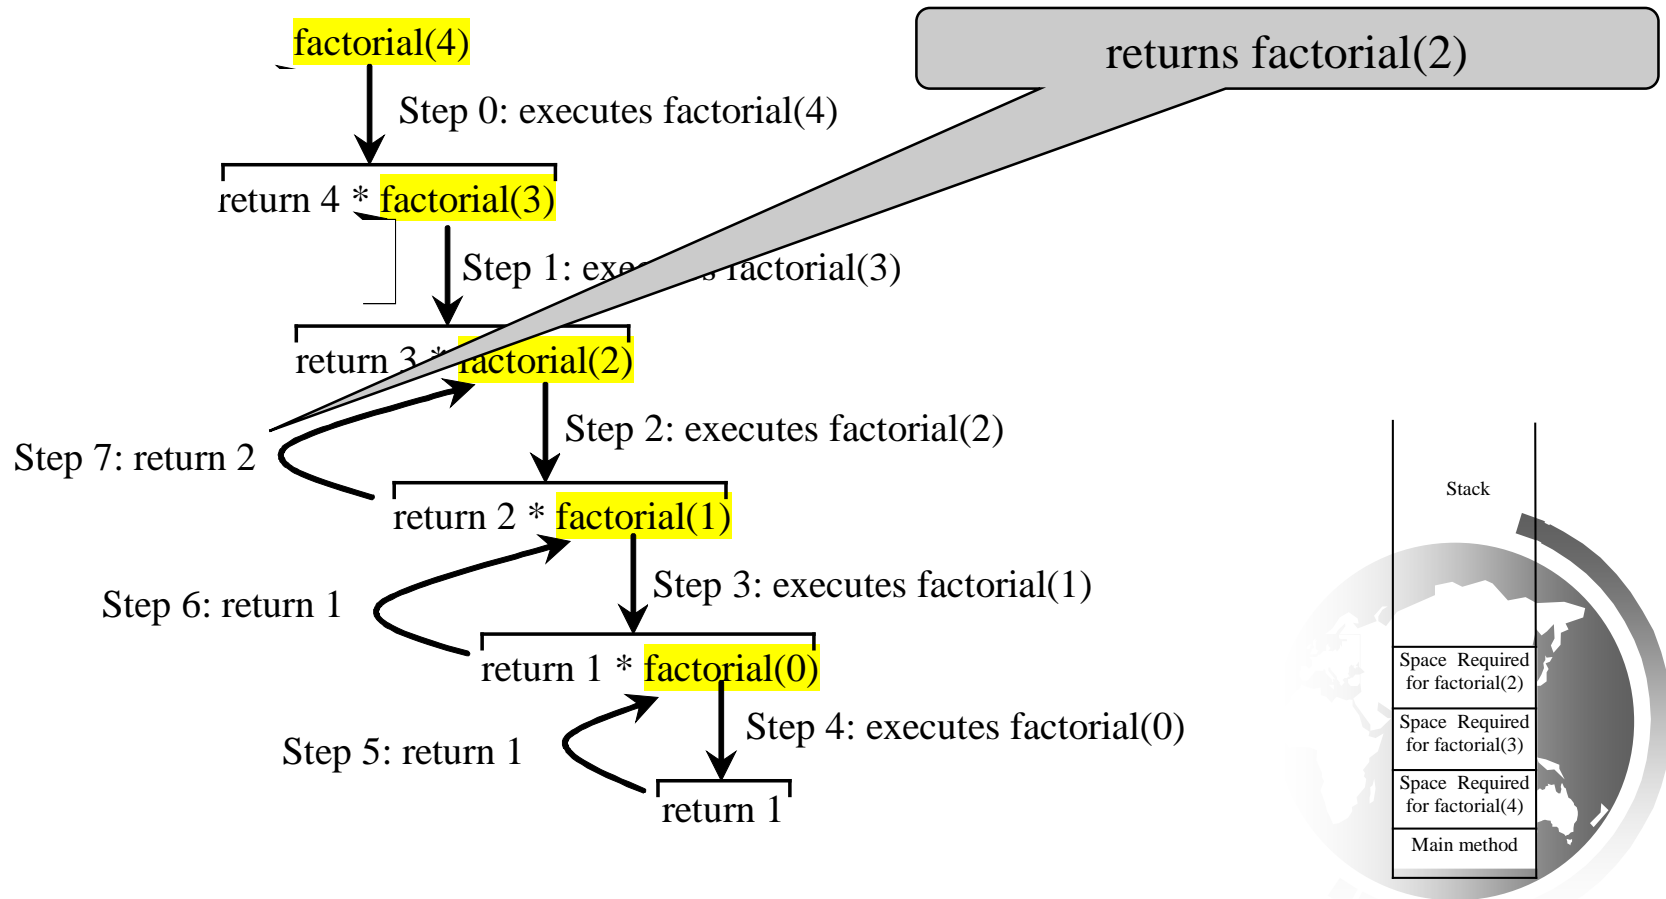 factorial(4)
returns factorial(2)
Step 0: executes factorial(4)
return 4 * factorial(3)
Step 1: exe s factorial(3)
return 3 * factorial(2)
Step 2: executes factorial(2)
Step 7: return 2
return 2 * factorial(1)
Step 3: executes factorial(1)
Step 6: return 1
return 1 * factorial(0)
Step 4: executes factorial(0)
Step 5: return 1
return 1
Stack
Space Required
for factorial(2)
Space Required
for factorial(3)
Space Required
for factorial(4)
Main method